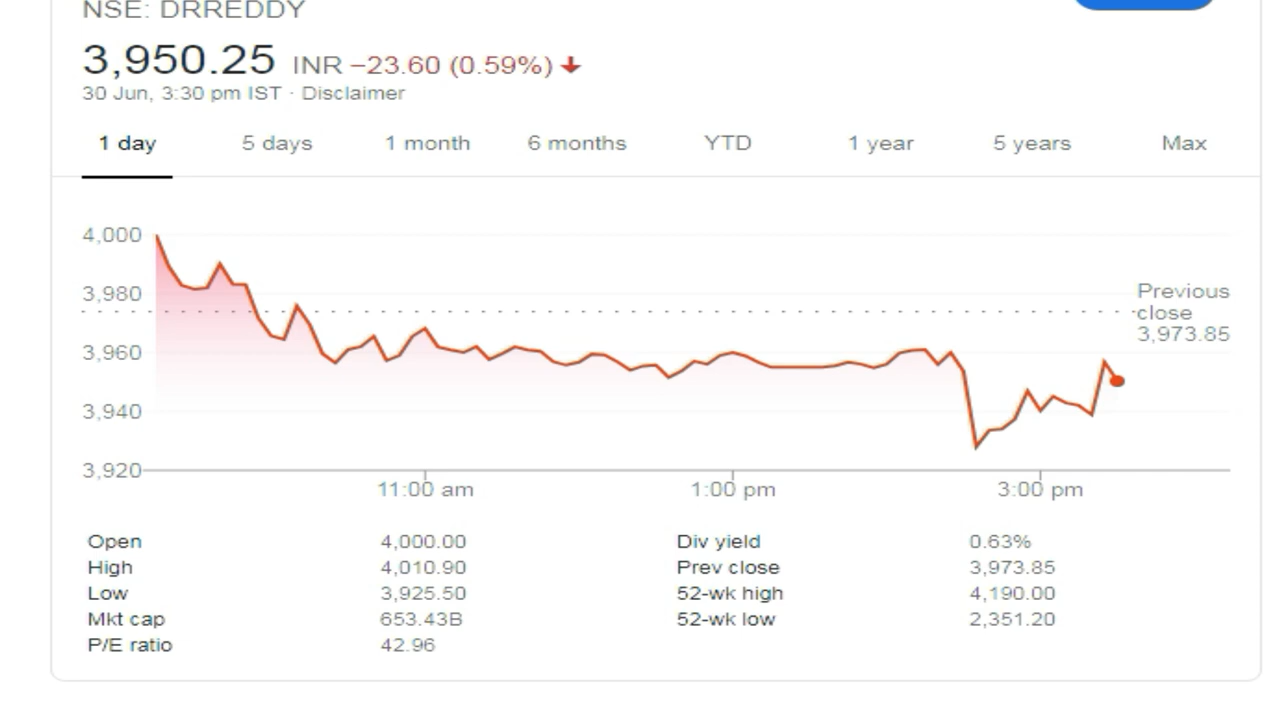 NSE: DRREDDY
3,950.25 INR −23.60 (0.59%)
30 Jun, 3:30 pm IST · Disclaimer
1 day 5 days 1 month 6 months YTD 1 year 5 years Max
4,000
3,980
Previous
close
3,973.85
3,960
3,940
3,920
11:00 am 1:00 pm 3:00 pm
Open 4,000.00 Div yield 0.63%
High 4,010.90 Prev close 3,973.85
Low 3,925.50 52-wk high 4,190.00
Mkt cap 653.43B 52-wk low 2,351.20
P/E ratio 42.96